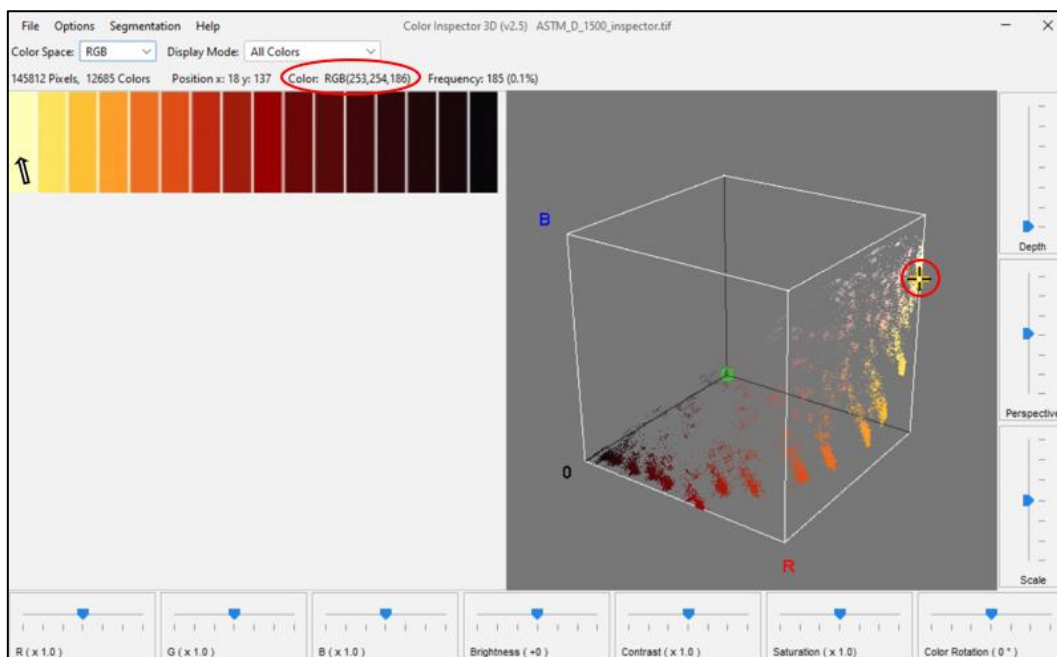 File Options Segmentation Help Color Inspector 3D (v2.5) ASTM_D_1500_inspector.tif
Color Space: RGB Display Mode: All Colors
145812 Pixels, 12685 Colors Position x: 18 y: 137 Color: RGB(253,254,186) Frequency: 185 (0.1%)
B
0
R
Depth
Perspective
Scale
R ( x 1.0 ) G ( x 1.0 ) B ( x 1.0 ) Brightness ( +0 ) Contrast ( x 1.0 ) Saturation ( x 1.0 ) Color Rotation ( 0 ° )